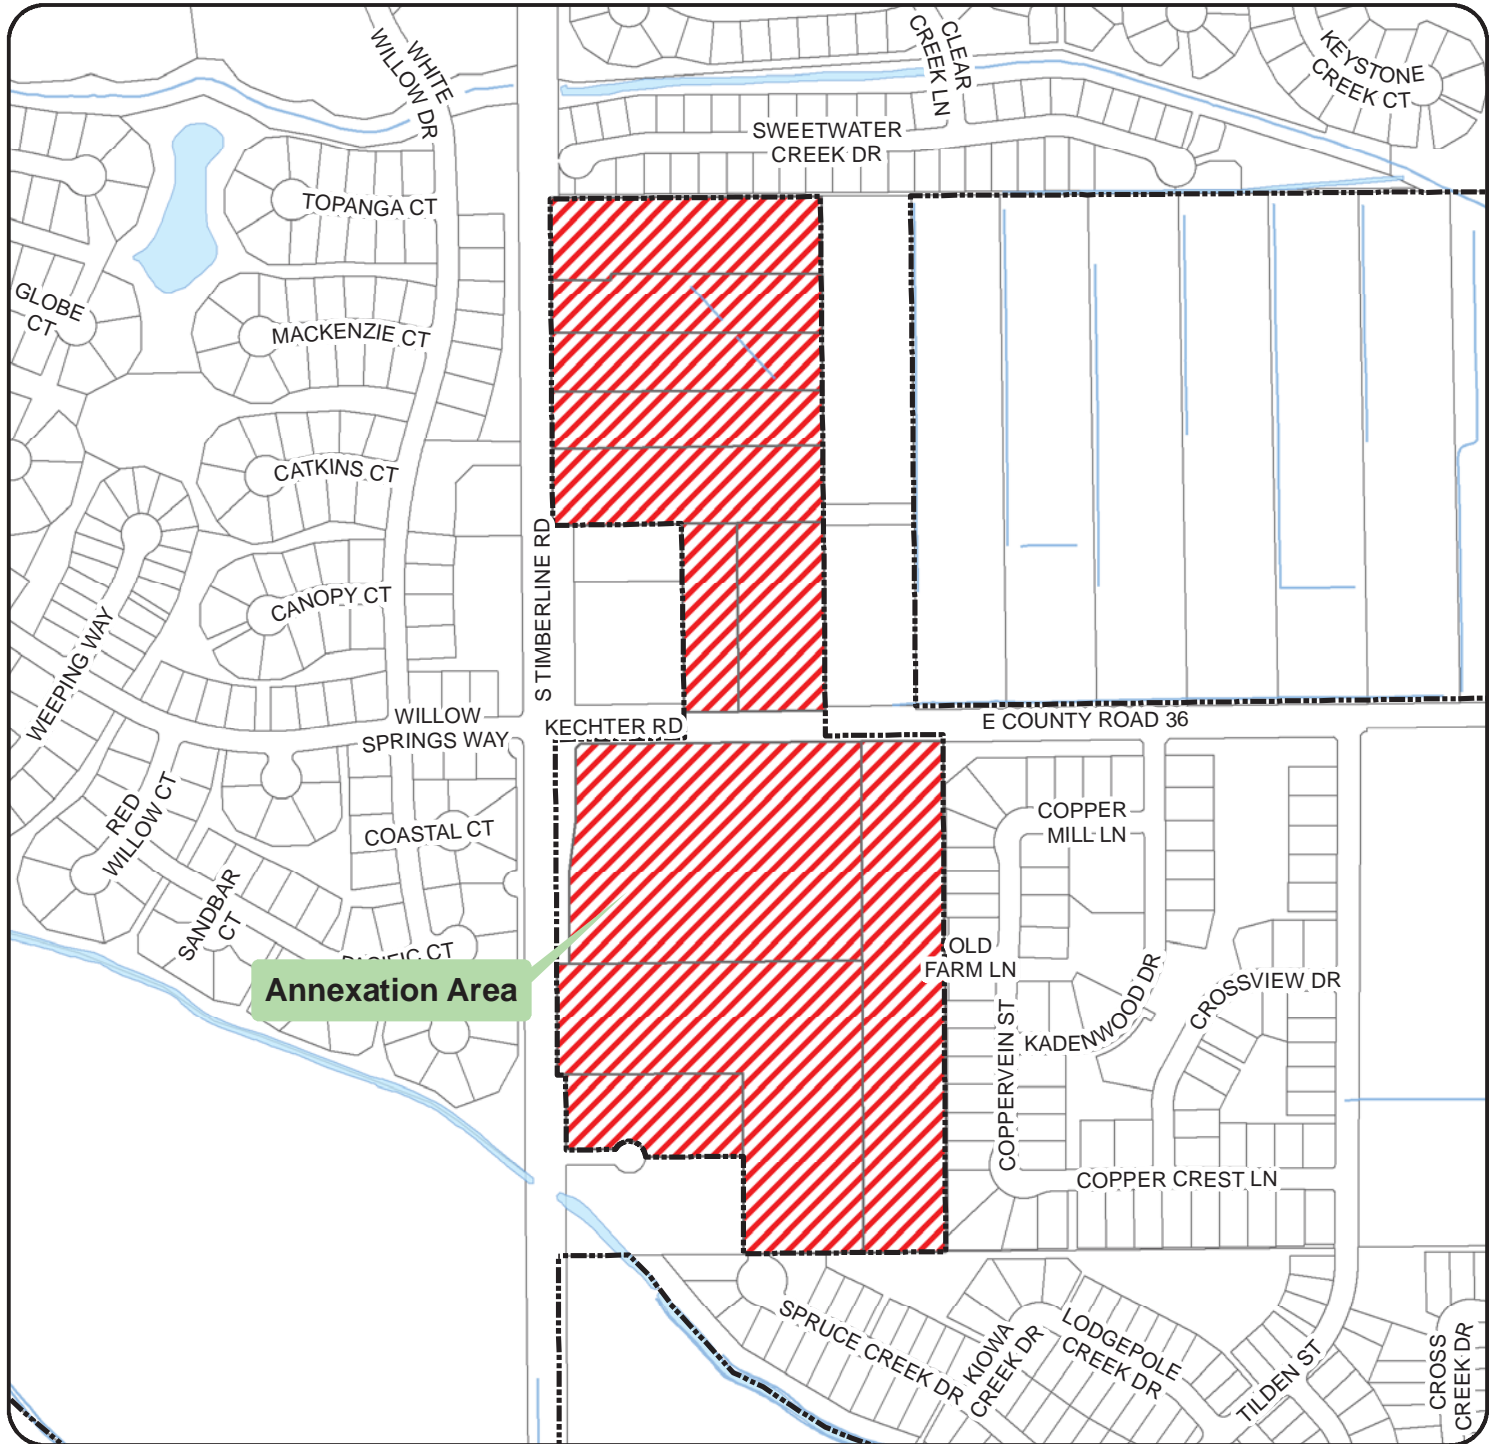 WHITE
WILLOW DR
CLEAR
CREEK LN
KEYSTONE
CREEK CT
SWEETWATER
CREEK DR
TOPANGA CT
GLOBE
CT
MACKENZIE CT
CATKINS CT
S TIMBERLINE RD
CANOPY CT
WEEPING WAY
WILLOW
SPRINGS WAY
KECHTER RD
E COUNTY ROAD 36
RED
WILLOW CT
COASTAL CT
COPPER
MILL LN
SANDBAR
CT
PACIFIC CT
OLD
FARM LN
Annexation Area
KADENWOOD DR
CROSSVIEW DR
COPPERVEIN ST
COPPER CREST LN
SPRUCE CREEK DR
KIOWA
CREEK DR
LODGEPOLE
CREEK DR
TILDEN ST
CROSS
CREEK DR